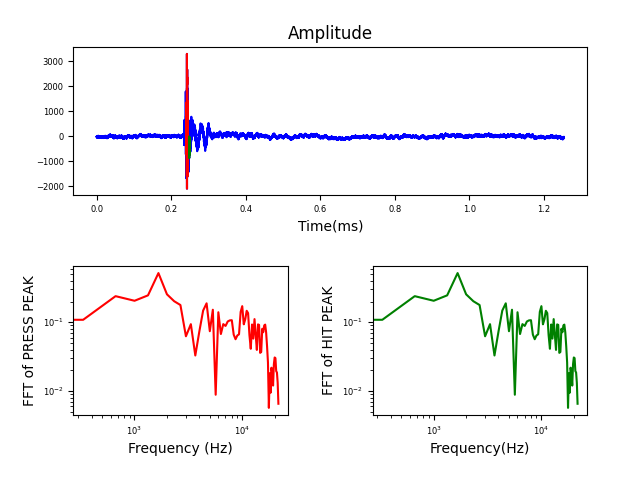 Amplitude
3000
2000
1000
0
−1000
−2000
0.0 0.2 0.4 0.6 0.8 1.0 1.2
Time(ms)
FFT of PRESS PEAK
10⁻¹
10⁻²
10³ 10⁴
Frequency (Hz)
FFT of HIT PEAK
10⁻¹
10⁻²
10³ 10⁴
Frequency(Hz)